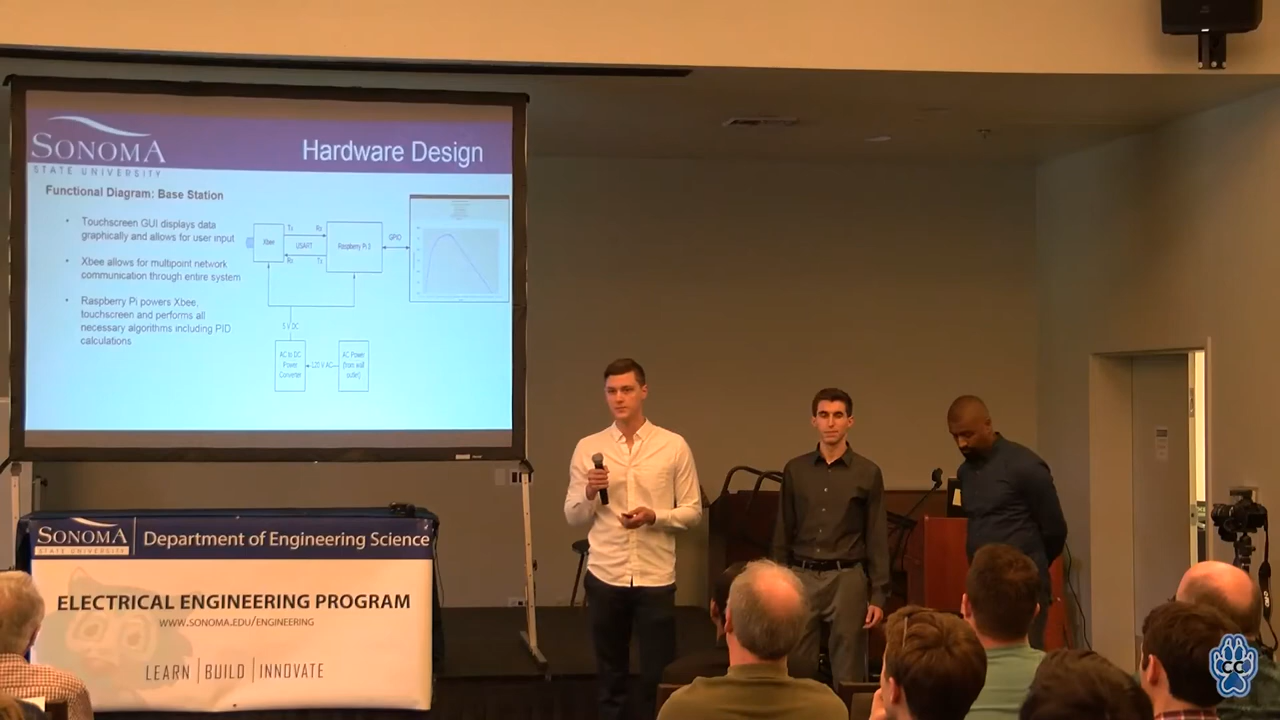 SONOMA
STATE UNIVERSITY
Hardware Design
Functional Diagram: Base Station
• Touchscreen GUI displays data
graphically and allows for user input
• Xbee allows for multipoint network
communication through entire system
• Raspberry Pi powers Xbee,
touchscreen and performs all
necessary algorithms including PID
calculations
Xbee
Tx
Rx
USART
Rx
Tx
Raspberry Pi 3
GPIO
5 V DC
AC to DC
Power
Converter
120 V AC
AC Power
(from wall
outlet)
SONOMA
STATE UNIVERSITY
Department of Engineering Science
ELECTRICAL ENGINEERING PROGRAM
WWW.SONOMA.EDU/ENGINEERING
LEARN | BUILD | INNOVATE
CC